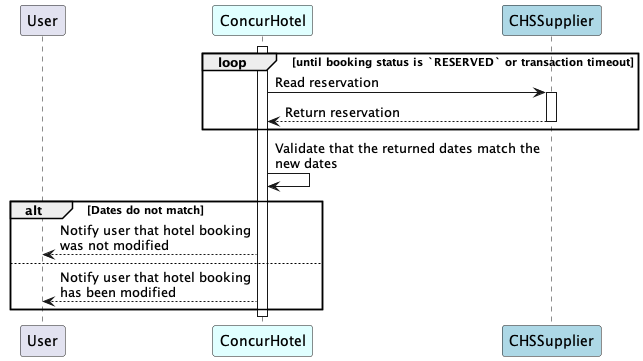 User
ConcurHotel
CHSSupplier
loop
[until booking status is `RESERVED` or transaction timeout]
Read reservation
Return reservation
Validate that the returned dates match the
new dates
alt
[Dates do not match]
Notify user that hotel booking
was not modified
Notify user that hotel booking
has been modified
User
ConcurHotel
CHSSupplier